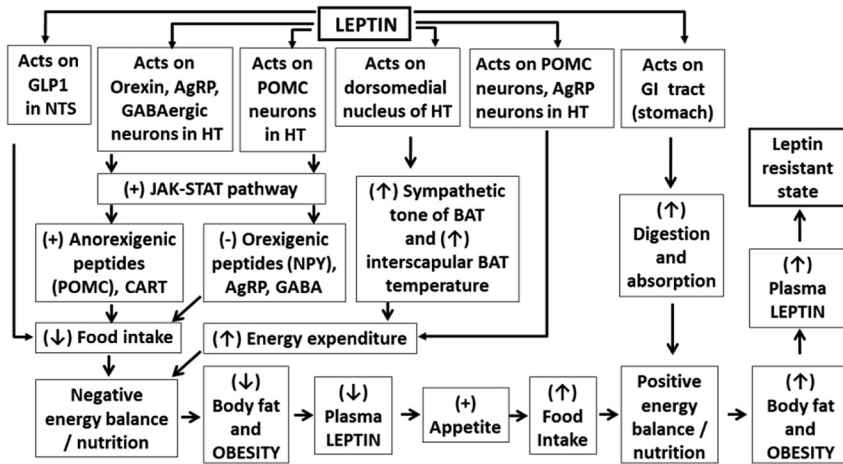 LEPTIN
Acts on
GLP1
in NTS
Acts on
Orexin, AgRP,
GABAergic
neurons in HT
Acts on
POMC
neurons
in HT
Acts on
dorsomedial
nucleus of HT
Acts on POMC
neurons, AgRP
neurons in HT
Acts on
GI tract
(stomach)
Leptin
resistant
state
(+) JAK-STAT pathway
(↑) Sympathetic
tone of BAT
and (↑)
interscapular BAT
temperature
(↑)
Digestion
and
absorption
(+) Anorexigenic
peptides
(POMC), CART
(-) Orexigenic
peptides (NPY),
AgRP, GABA
(↑)
Plasma
LEPTIN
(↓) Food intake
(↑) Energy expenditure
Negative
energy balance
/ nutrition
(↓)
Body fat
and
OBESITY
(↓)
Plasma
LEPTIN
(+)
Appetite
(↑)
Food
Intake
Positive
energy
balance /
nutrition
(↑)
Body fat
and
OBESITY